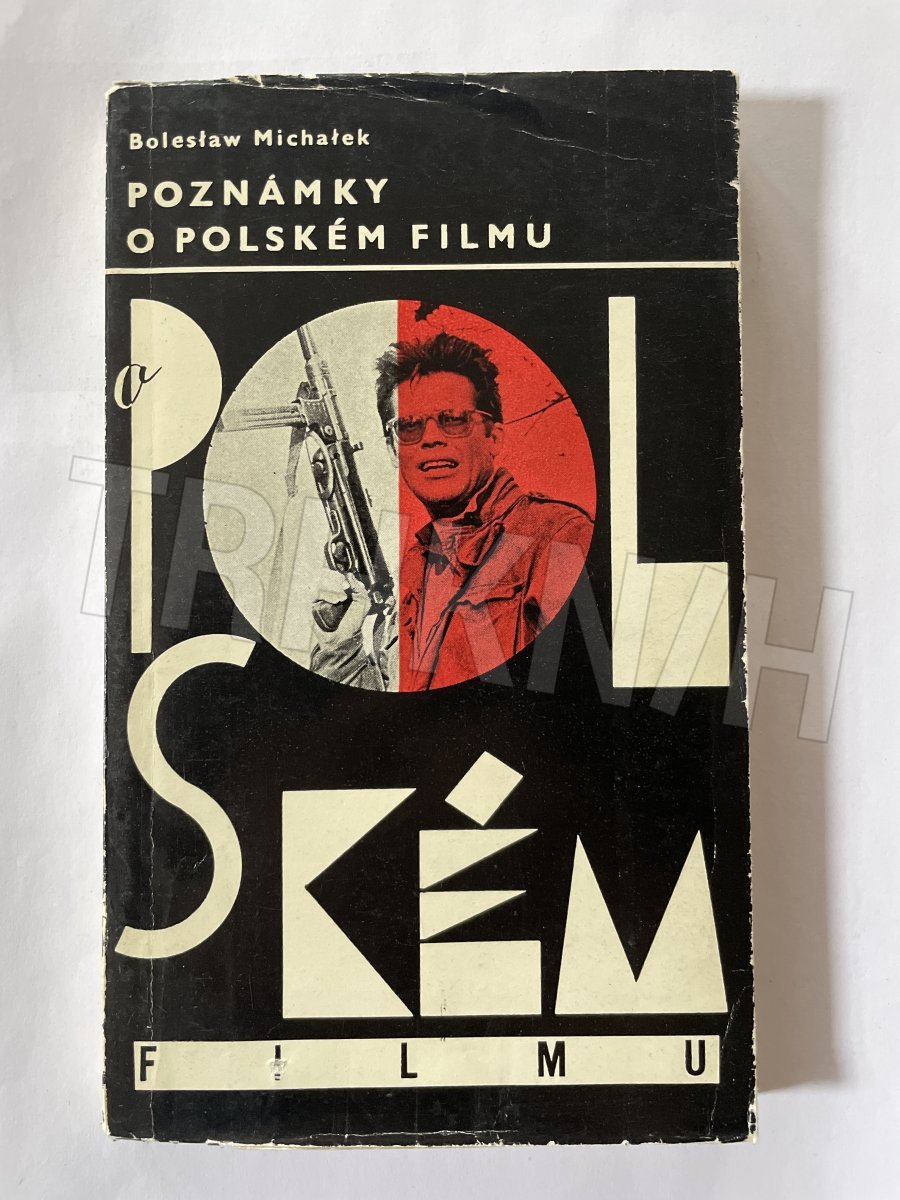 Bolesław Michałek
POZNÁMKY
O POLSKÉM FILMU
o
POL
SKÉM
FILMU